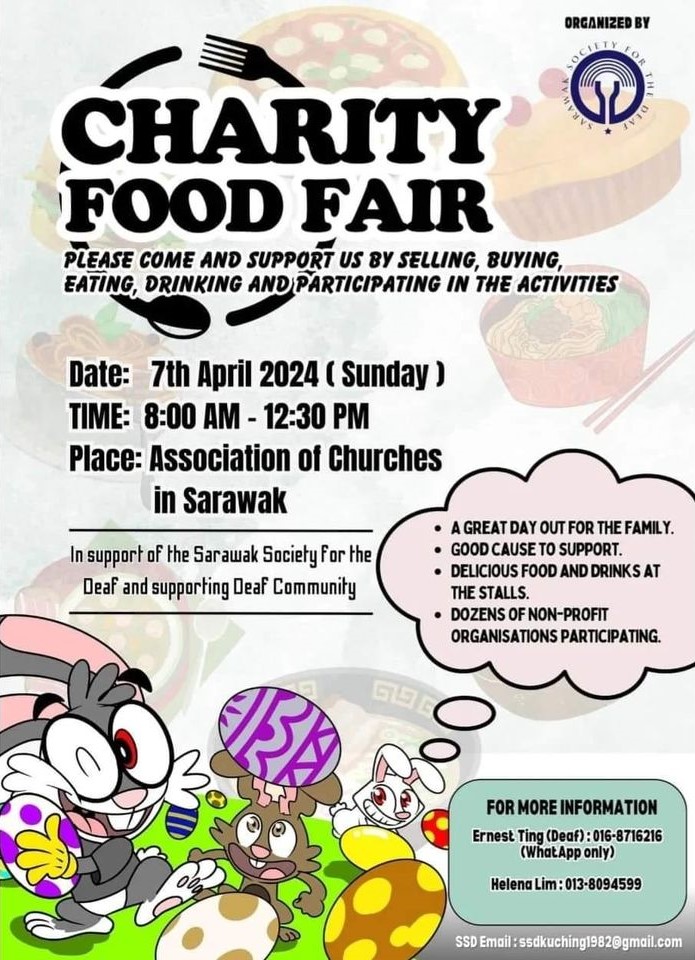 ORGANIZED BY
SARAWAK SOCIETY FOR THE DEAF
CHARITY
FOOD FAIR
PLEASE COME AND SUPPORT US BY SELLING, BUYING,
EATING, DRINKING AND PARTICIPATING IN THE ACTIVITIES
Date: 7th April 2024 ( Sunday )
TIME: 8:00 AM - 12:30 PM
Place: Association of Churches
in Sarawak
In support of the Sarawak Society for the
Deaf and supporting Deaf Community
• A GREAT DAY OUT FOR THE FAMILY.
• GOOD CAUSE TO SUPPORT.
• DELICIOUS FOOD AND DRINKS AT
THE STALLS.
• DOZENS OF NON-PROFIT
ORGANISATIONS PARTICIPATING.
FOR MORE INFORMATION
Ernest Ting (Deaf) : 016-8716216
(WhatApp only)
Helena Lim : 013-8094599
SSD Email : ssdkuching1982@gmail.com